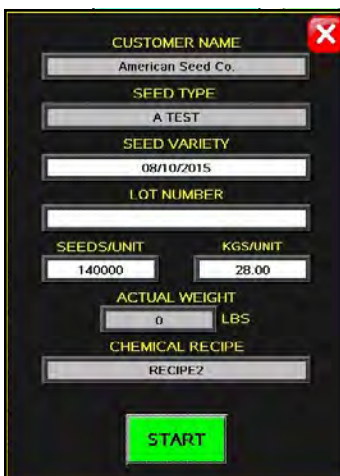 CUSTOMER NAME
American Seed Co.
SEED TYPE
A TEST
SEED VARIETY
08/10/2015
LOT NUMBER
SEEDS/UNIT KGS/UNIT
140000 28.00
ACTUAL WEIGHT
0 LBS
CHEMICAL RECIPE
RECIPE2
START